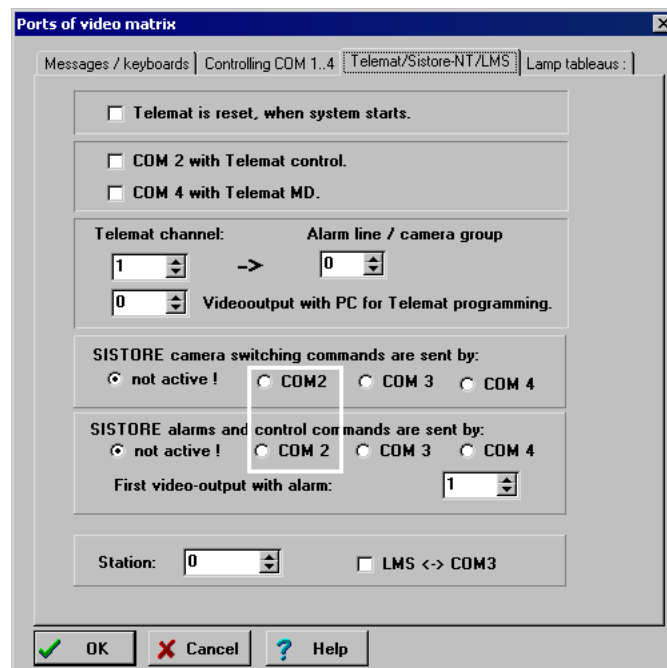 Ports of video matrix
Messages / keyboards Controlling COM 1..4 Telemat/Sistore-NT/LMS Lamp tableaus :
Telemat is reset, when system starts.
COM 2 with Telemat control.
COM 4 with Telemat MD.
Telemat channel: Alarm line / camera group
1 -> 0
0 Videooutput with PC for Telemat programming.
SISTORE camera switching commands are sent by:
not active ! COM2 COM 3 COM 4
SISTORE alarms and control commands are sent by:
not active ! COM 2 COM 3 COM 4
First video-output with alarm: 1
Station: 0 LMS <-> COM3
OK Cancel ? Help